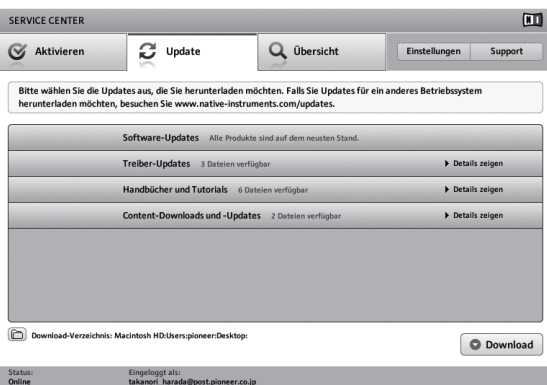 SERVICE CENTER
NI
Aktivieren
Update
Übersicht
Einstellungen
Support
Bitte wählen Sie die Updates aus, die Sie herunterladen möchten. Falls Sie Updates für ein anderes Betriebssystem
herunterladen möchten, besuchen Sie www.native-instruments.com/updates.
Software-Updates Alle Produkte sind auf dem neusten Stand.
Treiber-Updates 3 Dateien verfügbar Details zeigen
Handbücher und Tutorials 6 Dateien verfügbar Details zeigen
Content-Downloads und -Updates 2 Dateien verfügbar Details zeigen
Download-Verzeichnis: Macintosh HD:Users:pioneer:Desktop:
Download
Status:
Online
Eingeloggt als:
takanori_harada@post.pioneer.co.jp